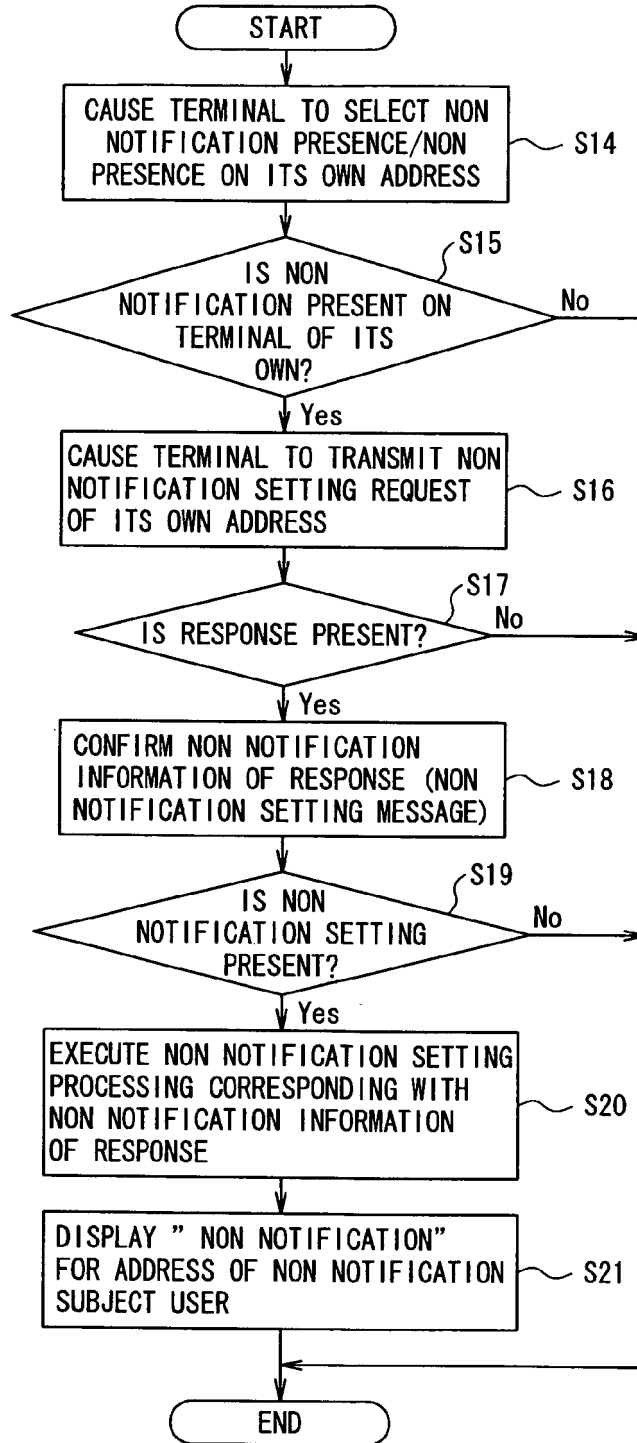 START
CAUSE TERMINAL TO SELECT NON
NOTIFICATION PRESENCE/NON
PRESENCE ON ITS OWN ADDRESS
S14
S15
IS NON
NOTIFICATION PRESENT ON
TERMINAL OF ITS
OWN?
No
Yes
CAUSE TERMINAL TO TRANSMIT NON
NOTIFICATION SETTING REQUEST
OF ITS OWN ADDRESS
S16
S17
IS RESPONSE PRESENT?
No
Yes
CONFIRM NON NOTIFICATION
INFORMATION OF RESPONSE (NON
NOTIFICATION SETTING MESSAGE)
S18
S19
IS NON
NOTIFICATION SETTING
PRESENT?
No
Yes
EXECUTE NON NOTIFICATION SETTING
PROCESSING CORRESPONDING WITH
NON NOTIFICATION INFORMATION
OF RESPONSE
S20
DISPLAY " NON NOTIFICATION”
FOR ADDRESS OF NON NOTIFICATION
SUBJECT USER
S21
END